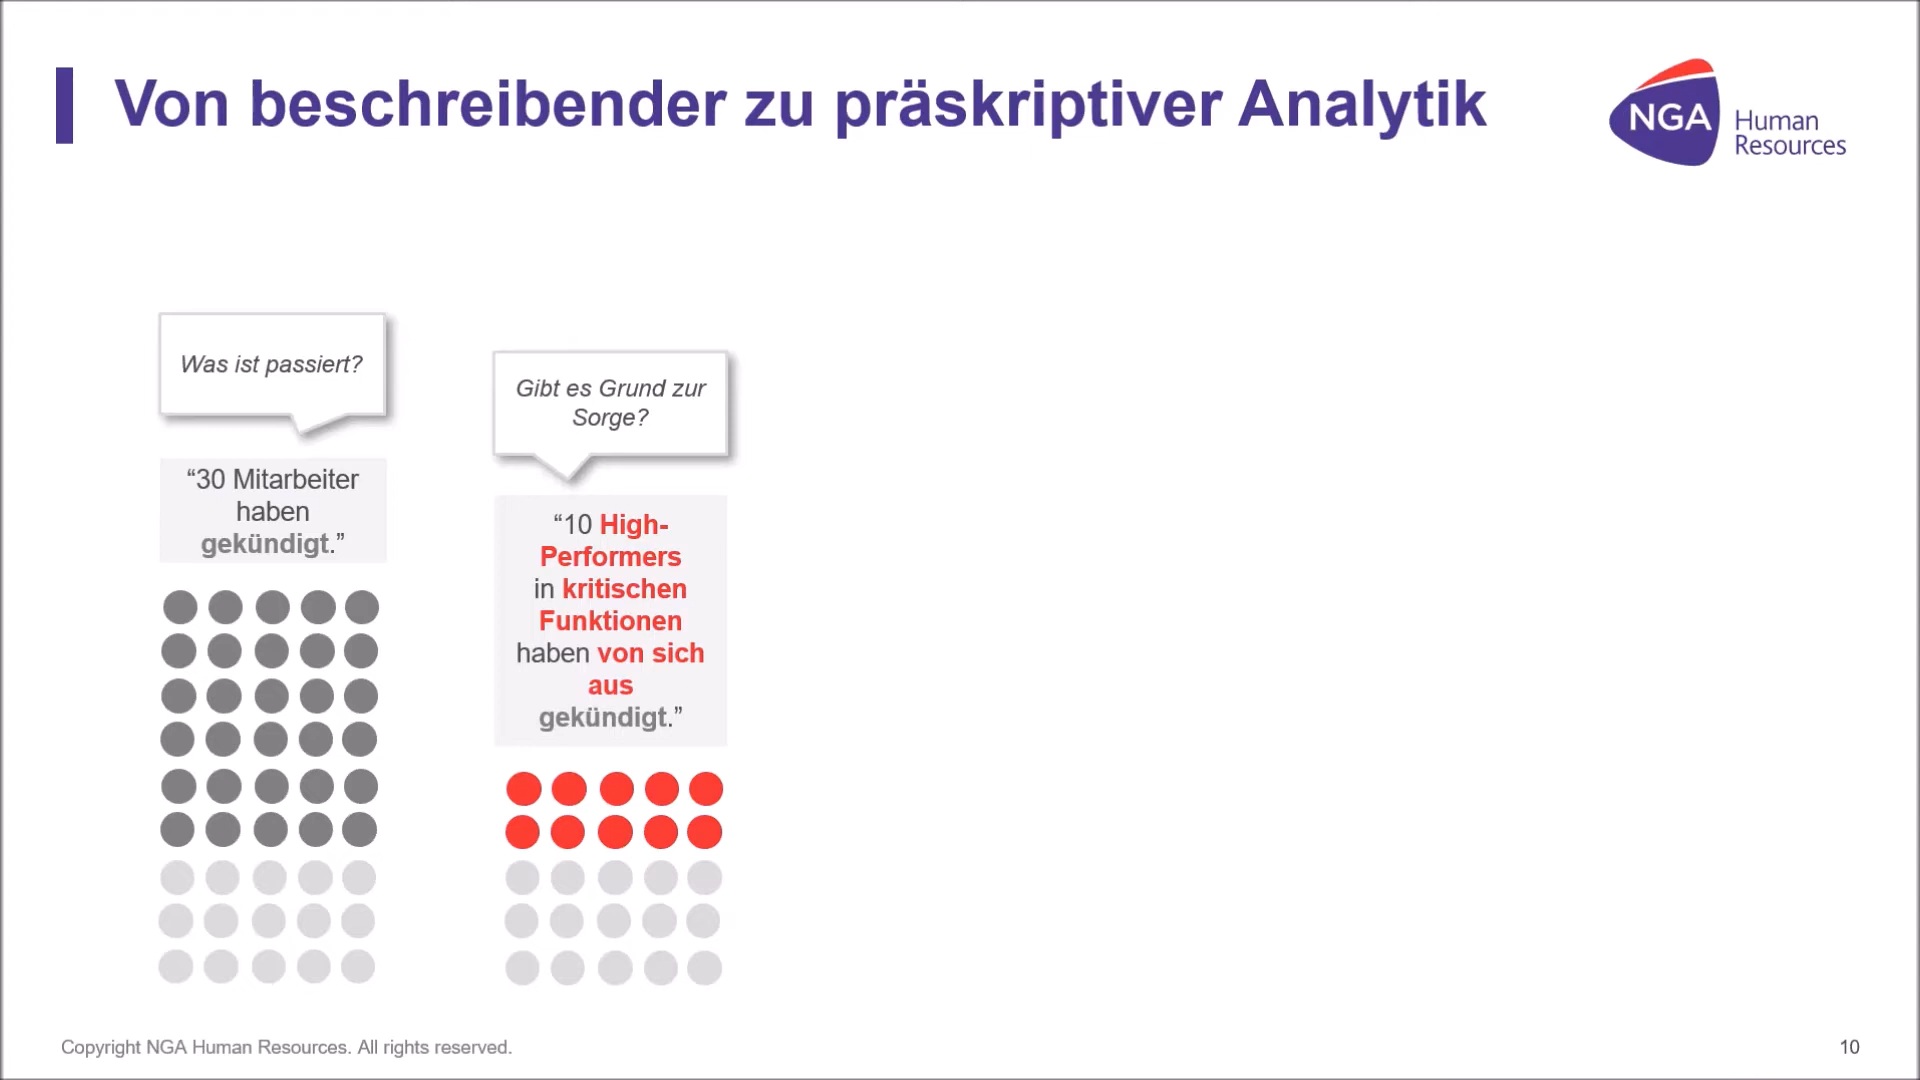 Von beschreibender zu präskriptiver Analytik
NGA
Human
Resources
Was ist passiert?
“30 Mitarbeiter
haben
gekündigt.”
Gibt es Grund zur
Sorge?
“10 High-
Performers
in kritischen
Funktionen
haben von sich
aus
gekündigt.”
Copyright NGA Human Resources. All rights reserved.
10